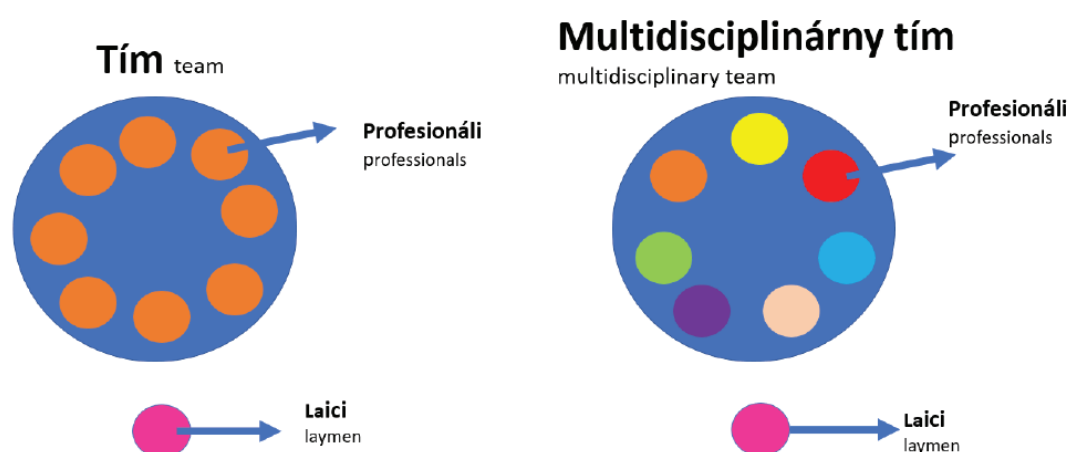 Tím team
Profesionáli
professionals
Laici
laymen
Multidisciplinárny tím
multidisciplinary team
Profesionáli
professionals
Laici
laymen